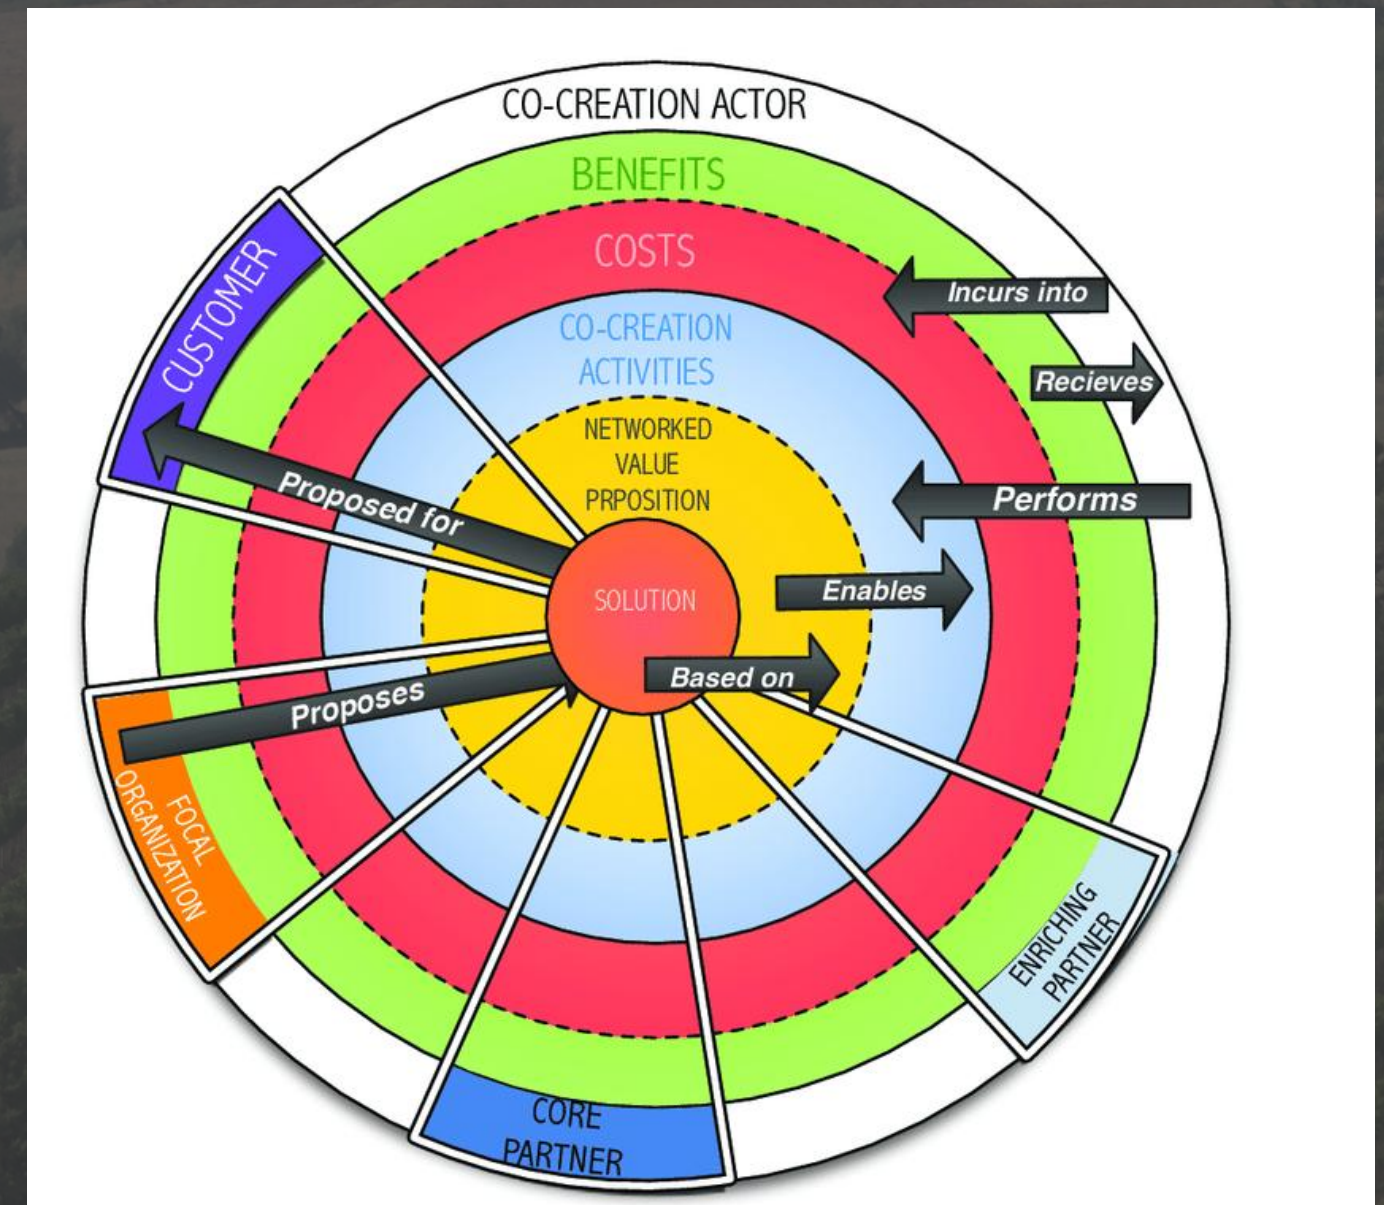 CO-CREATION ACTOR
BENEFITS
COSTS
CO-CREATION
ACTIVITIES
NETWORKED
VALUE
PRPOSITION
SOLUTION
CUSTOMER
Incurs into
Recieves
Performs
Enables
Based on
Proposed for
Proposes
FOCAL
ORGANIZATION
CORE
PARTNER
ENRICHING
PARTNER